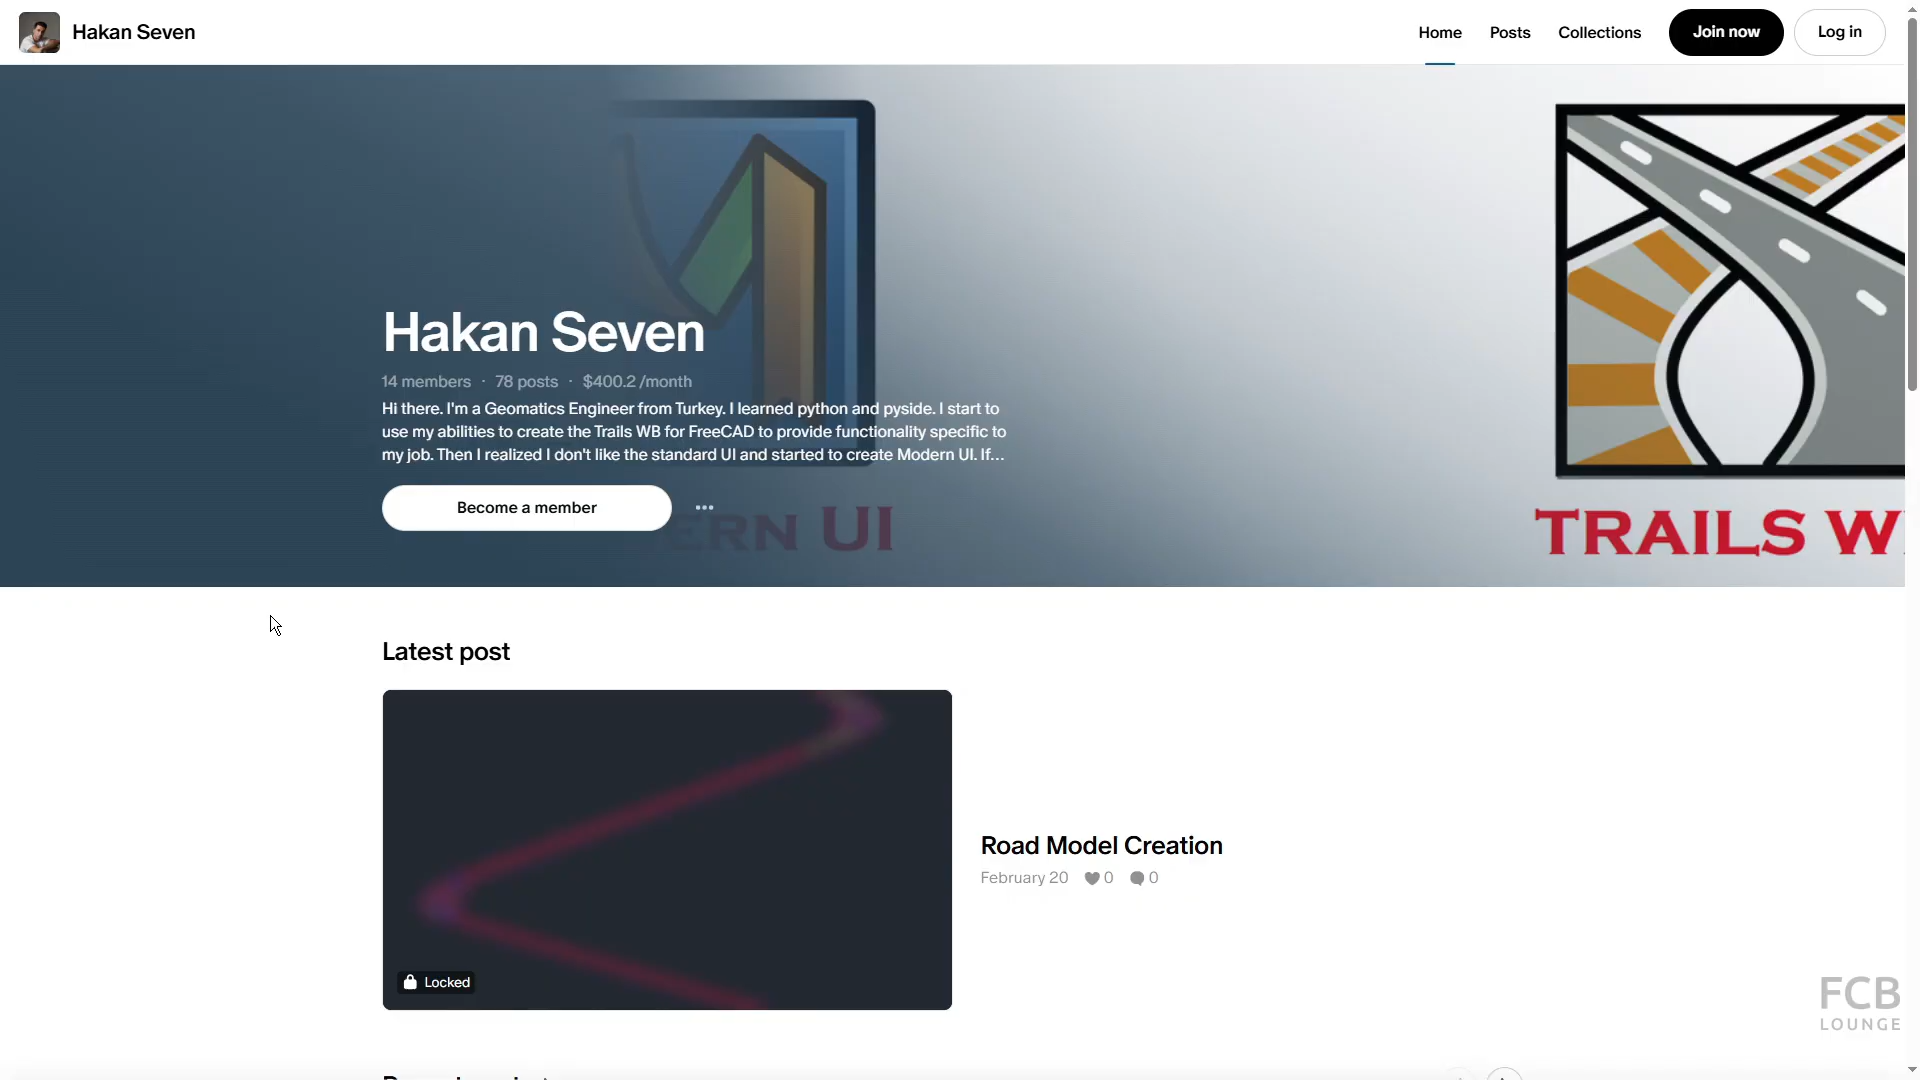 Hakan Seven
Home
Posts
Collections
Join now
Log in
Hakan Seven
14 members · 78 posts · $400.2 /month
Hi there. I'm a Geomatics Engineer from Turkey. I learned python and pyside. I start to
use my abilities to create the Trails WB for FreeCAD to provide functionality specific to
my job. Then I realized I don't like the standard UI and started to create Modern UI. If...
Become a member
ERN UI
TRAILS W
Latest post
Locked
Road Model Creation
February 20 0 0
FCB
LOUNGE